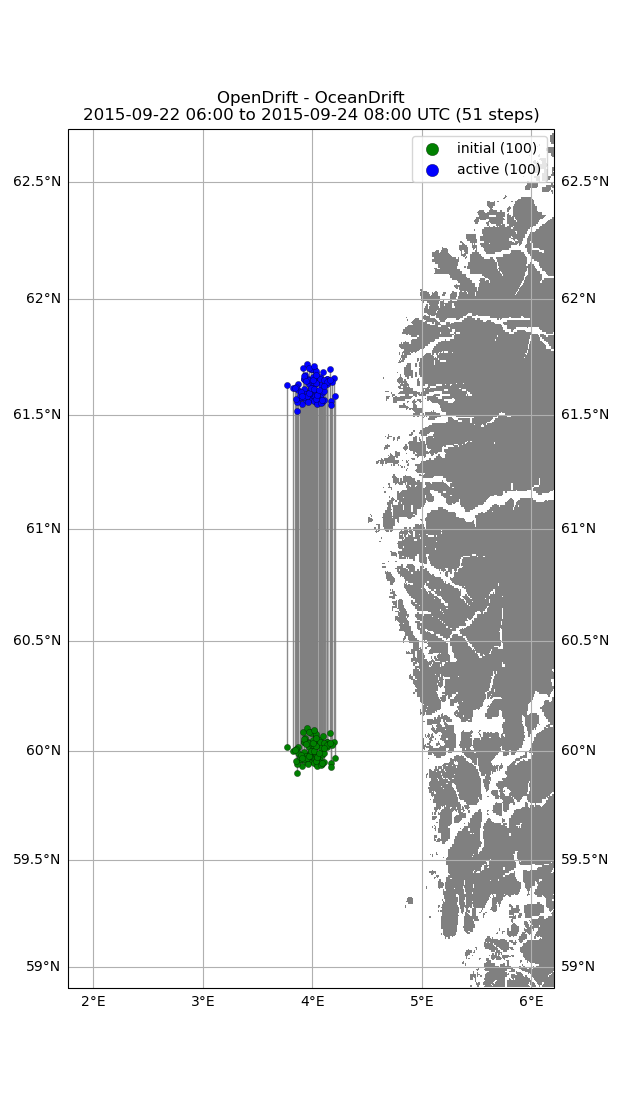 OpenDrift - OceanDrift
2015-09-22 06:00 to 2015-09-24 08:00 UTC (51 steps)
initial (100)
active (100)
62.5°N
62.5°N
62°N
62°N
61.5°N
61.5°N
61°N
61°N
60.5°N
60.5°N
60°N
60°N
59.5°N
59.5°N
59°N
59°N
2°E
3°E
4°E
5°E
6°E